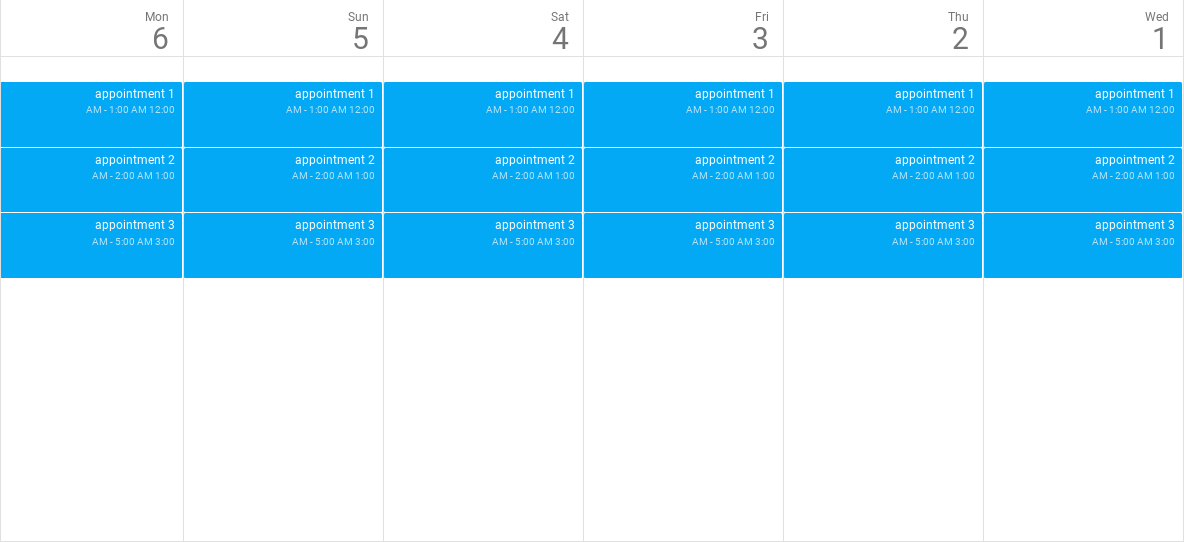 Mon
Sun
Sat
Fri
Thu
Wed
6
5
4
3
2
1
appointment 1
appointment 1
appointment 1
appointment 1
appointment 1
appointment 1
AM - 1:00 AM 12:00
AM - 1:00 AM 12:00
AM - 1:00 AM 12:00
AM - 1:00 AM 12:00
AM - 1:00 AM 12:00
AM - 1:00 AM 12:00
appointment 2
appointment 2
appointment 2
appointment 2
appointment 2
appointment 2
AM - 2:00 AM 1:00
AM - 2:00 AM 1:00
AM - 2:00 AM 1:00
AM - 2:00 AM 1:00
AM - 2:00 AM 1:00
AM - 2:00 AM 1:00
appointment 3
appointment 3
appointment 3
appointment 3
appointment 3
appointment 3
AM - 5:00 AM 3:00
AM - 5:00 AM 3:00
AM - 5:00 AM 3:00
AM - 5:00 AM 3:00
AM - 5:00 AM 3:00
AM - 5:00 AM 3:00